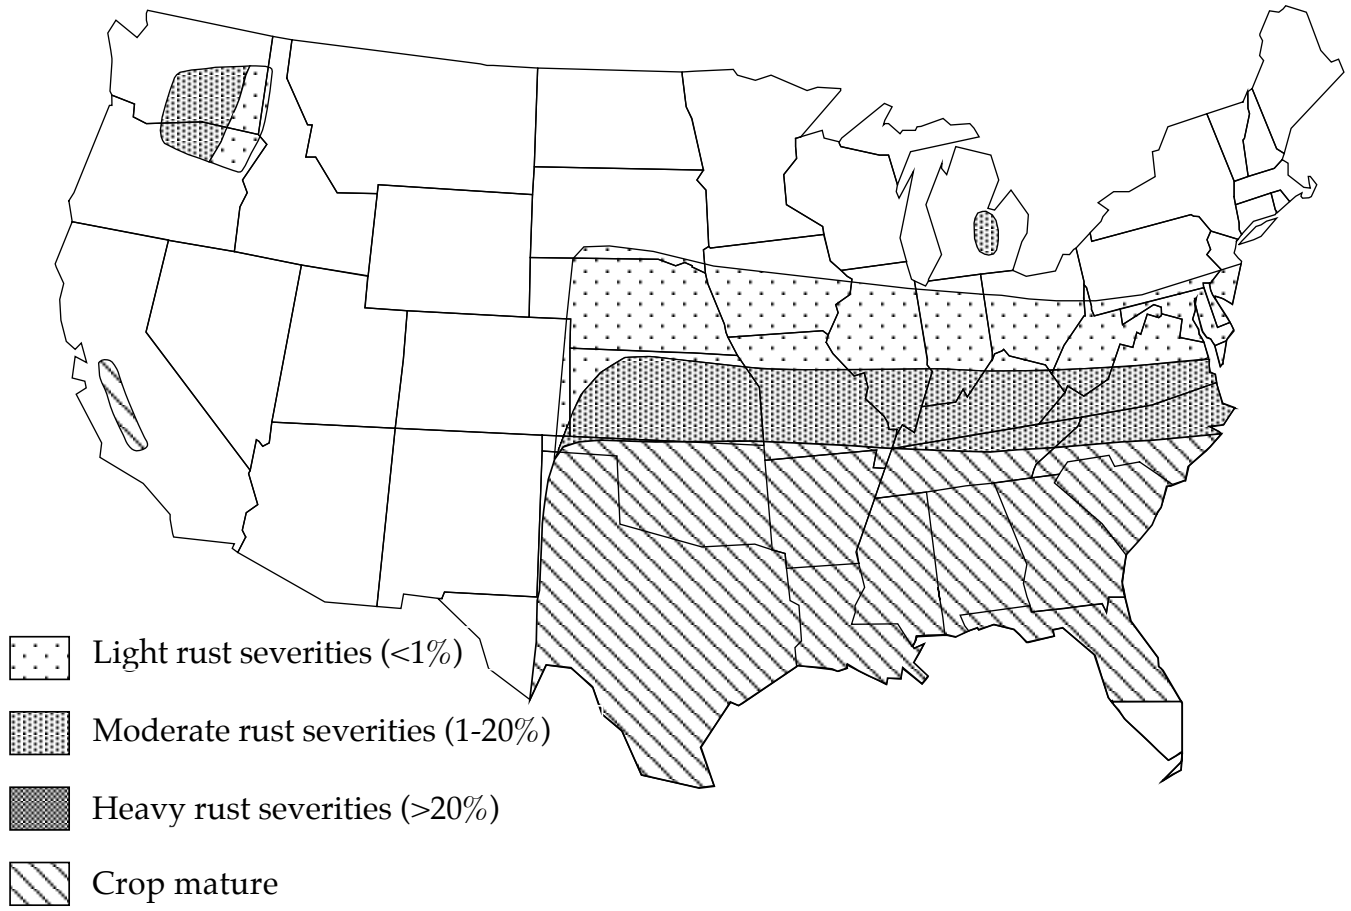 Light rust severities (<1%)
Moderate rust severities (1-20%)
Heavy rust severities (>20%)
Crop mature